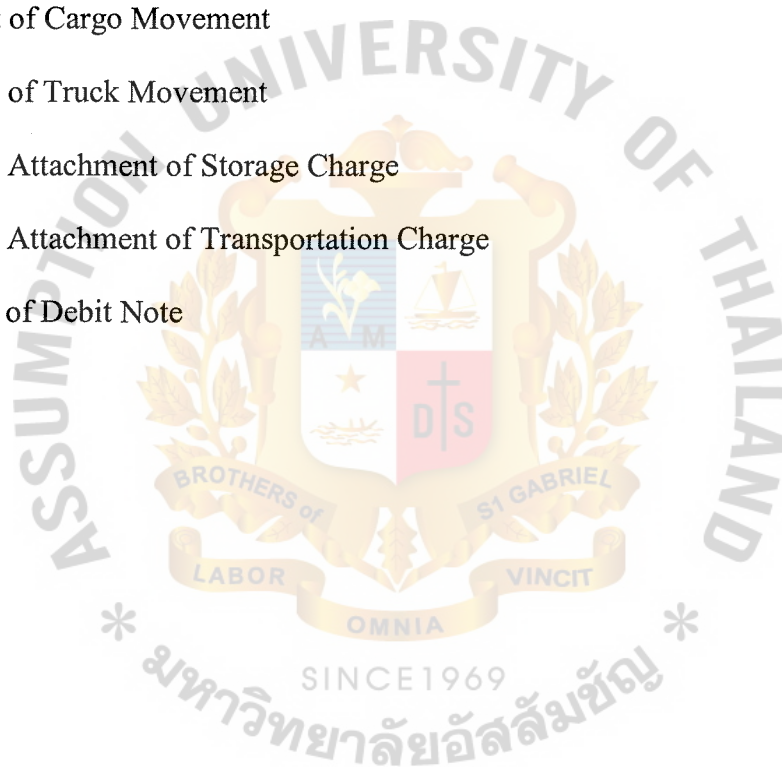 of Cargo Movement
of Truck Movement
Attachment of Storage Charge
Attachment of Transportation Charge
of Debit Note
ASSUMPTION UNIVERSITY OF THAILAND
A M
D S
BROTHERS of
S1 GABRIEL
LABOR
VINCIT
OMNIA
SINCE1969
มหาวิทยาลัยอัสสัมชัญ